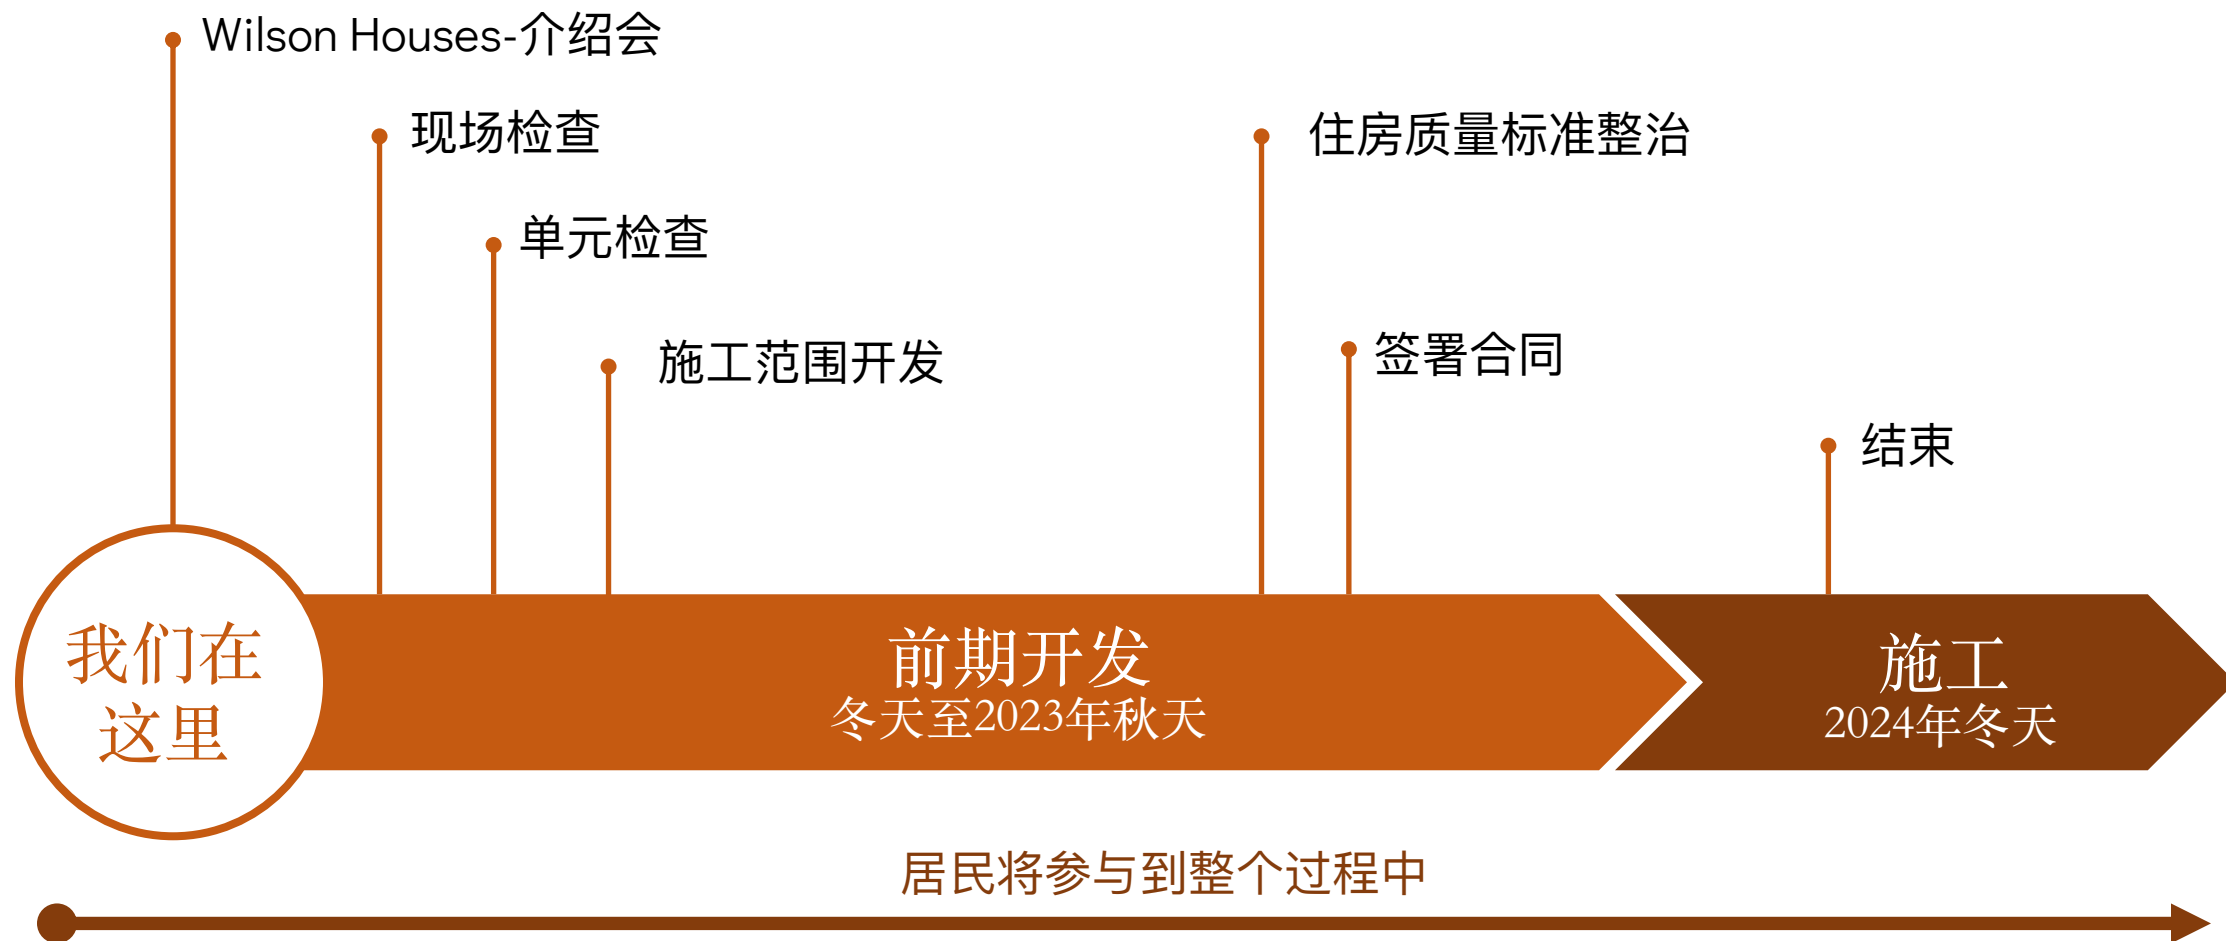 Wilson Houses-介绍会
现场检查
住房质量标准整治
单元检查
施工范围开发
签署合同
结束
我们在
这里
前期开发
冬天至2023年秋天
施工
2024年冬天
居民将参与到整个过程中